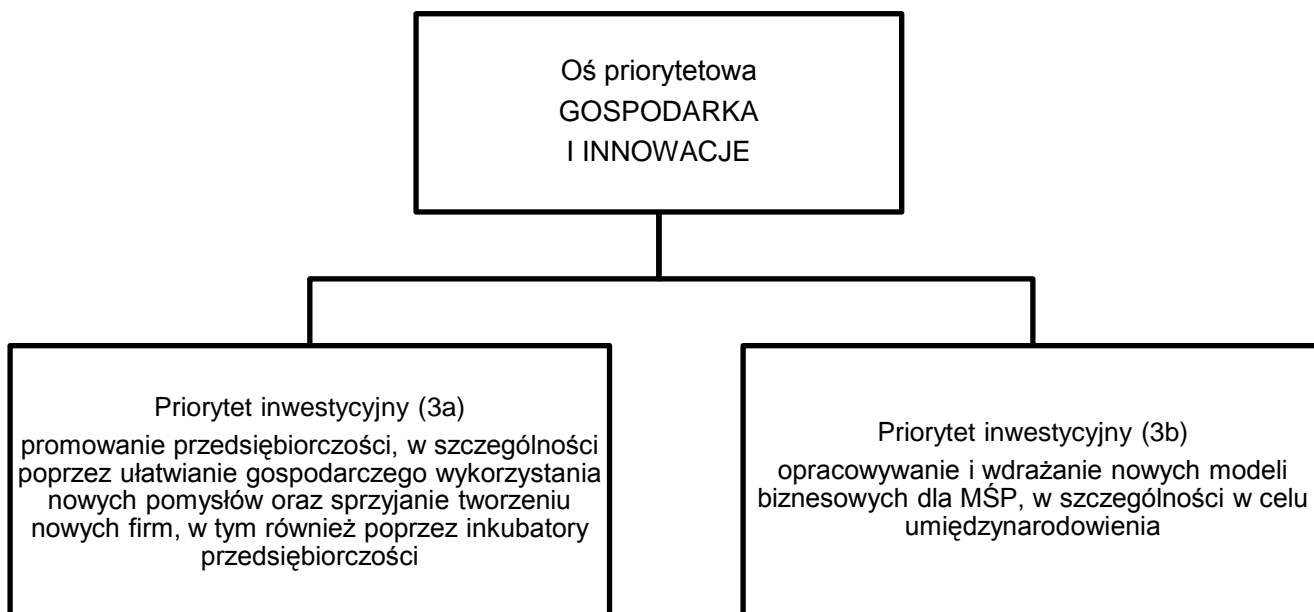 Oś priorytetowa
GOSPODARKA
I INNOWACJE
Priorytet inwestycyjny (3a)
promowanie przedsiębiorczości, w szczególności
poprzez ułatwianie gospodarczego wykorzystania
nowych pomysłów oraz sprzyjanie tworzeniu
nowych firm, w tym również poprzez inkubatory
przedsiębiorczości
Priorytet inwestycyjny (3b)
opracowywanie i wdrażanie nowych modeli
biznesowych dla MŚP, w szczególności w celu
umiędzynarodowienia